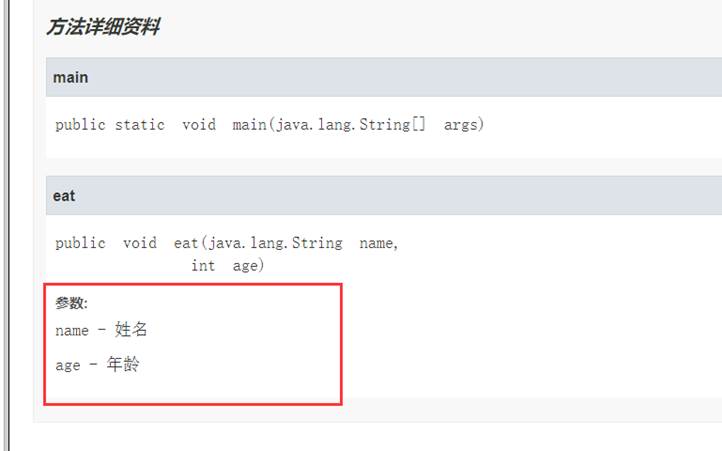 方法详细资料
main
public static void main(java.lang.String[] args)
eat
public void eat(java.lang.String name,
int age)
参数:
name - 姓名
age - 年龄